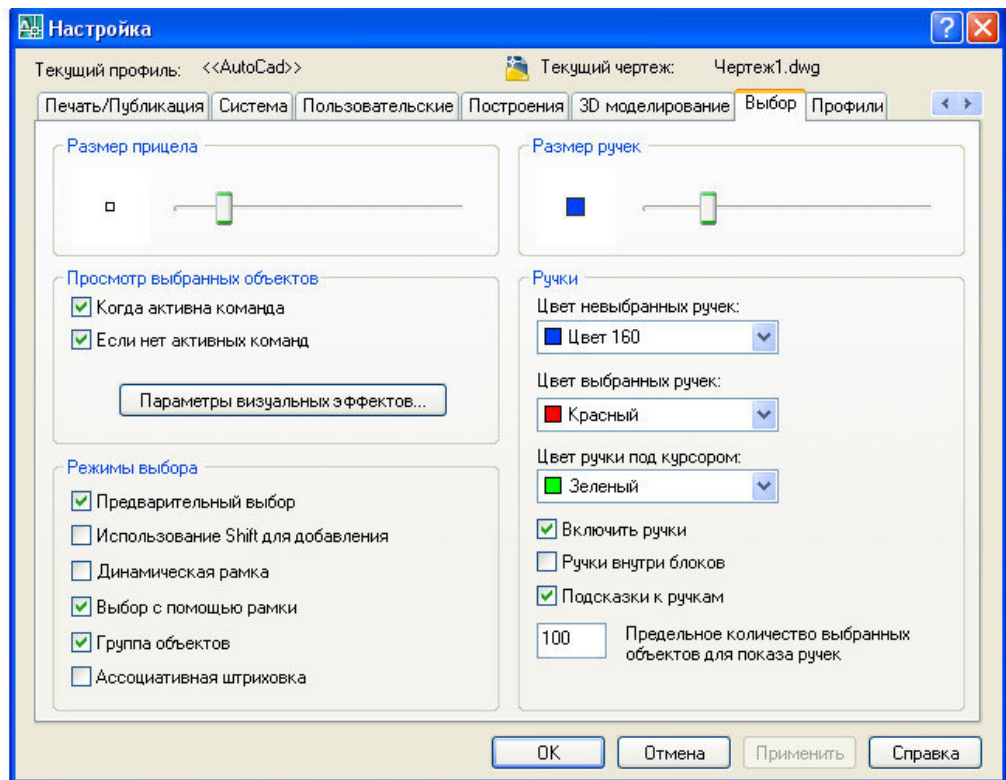 Настройка
Текущий профиль: <<AutoCad>> Текущий чертеж: Чертеж1.dwg
Печать/Публикация Система Пользовательские Построения 3D моделирование Выбор Профили
Размер прицела
Размер ручек
Просмотр выбранных объектов
Когда активна команда
Если нет активных команд
Параметры визуальных эффектов...
Режимы выбора
Предварительный выбор
Использование Shift для добавления
Динамическая рамка
Выбор с помощью рамки
Группа объектов
Ассоциативная штриховка
Ручки
Цвет невыбранных ручек:
Цвет 160
Цвет выбранных ручек:
Красный
Цвет ручки под курсором:
Зеленый
Включить ручки
Ручки внутри блоков
Подсказки к ручкам
100 Предельное количество выбранных
объектов для показа ручек
OK Отмена Применить Справка